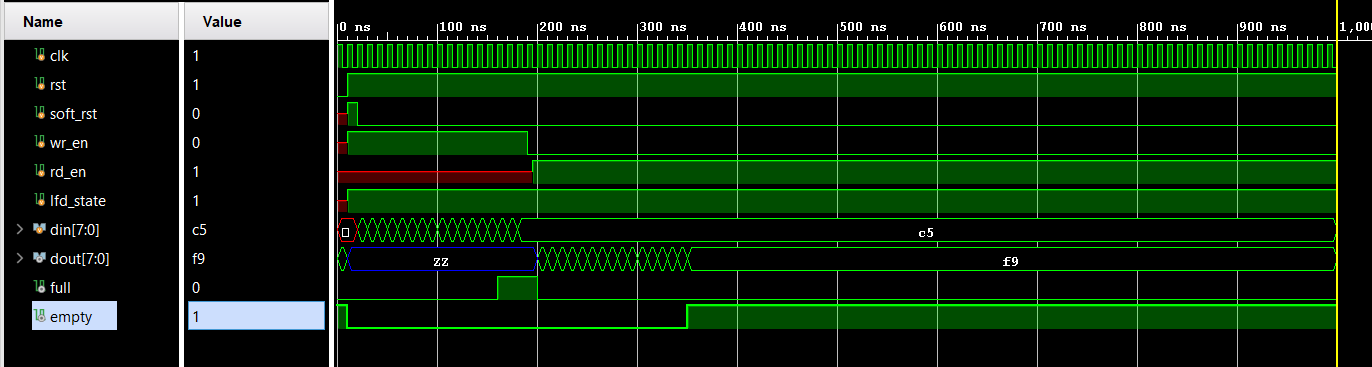 Name Value
0 ns 100 ns 200 ns 300 ns 400 ns 500 ns 600 ns 700 ns 800 ns 900 ns 1,00
clk 1
rst 1
soft_rst 0
wr_en 0
rd_en 1
lfd_state 1
din[7:0] c5 c5
dout[7:0] f9 ZZ f9
full 0
empty 1